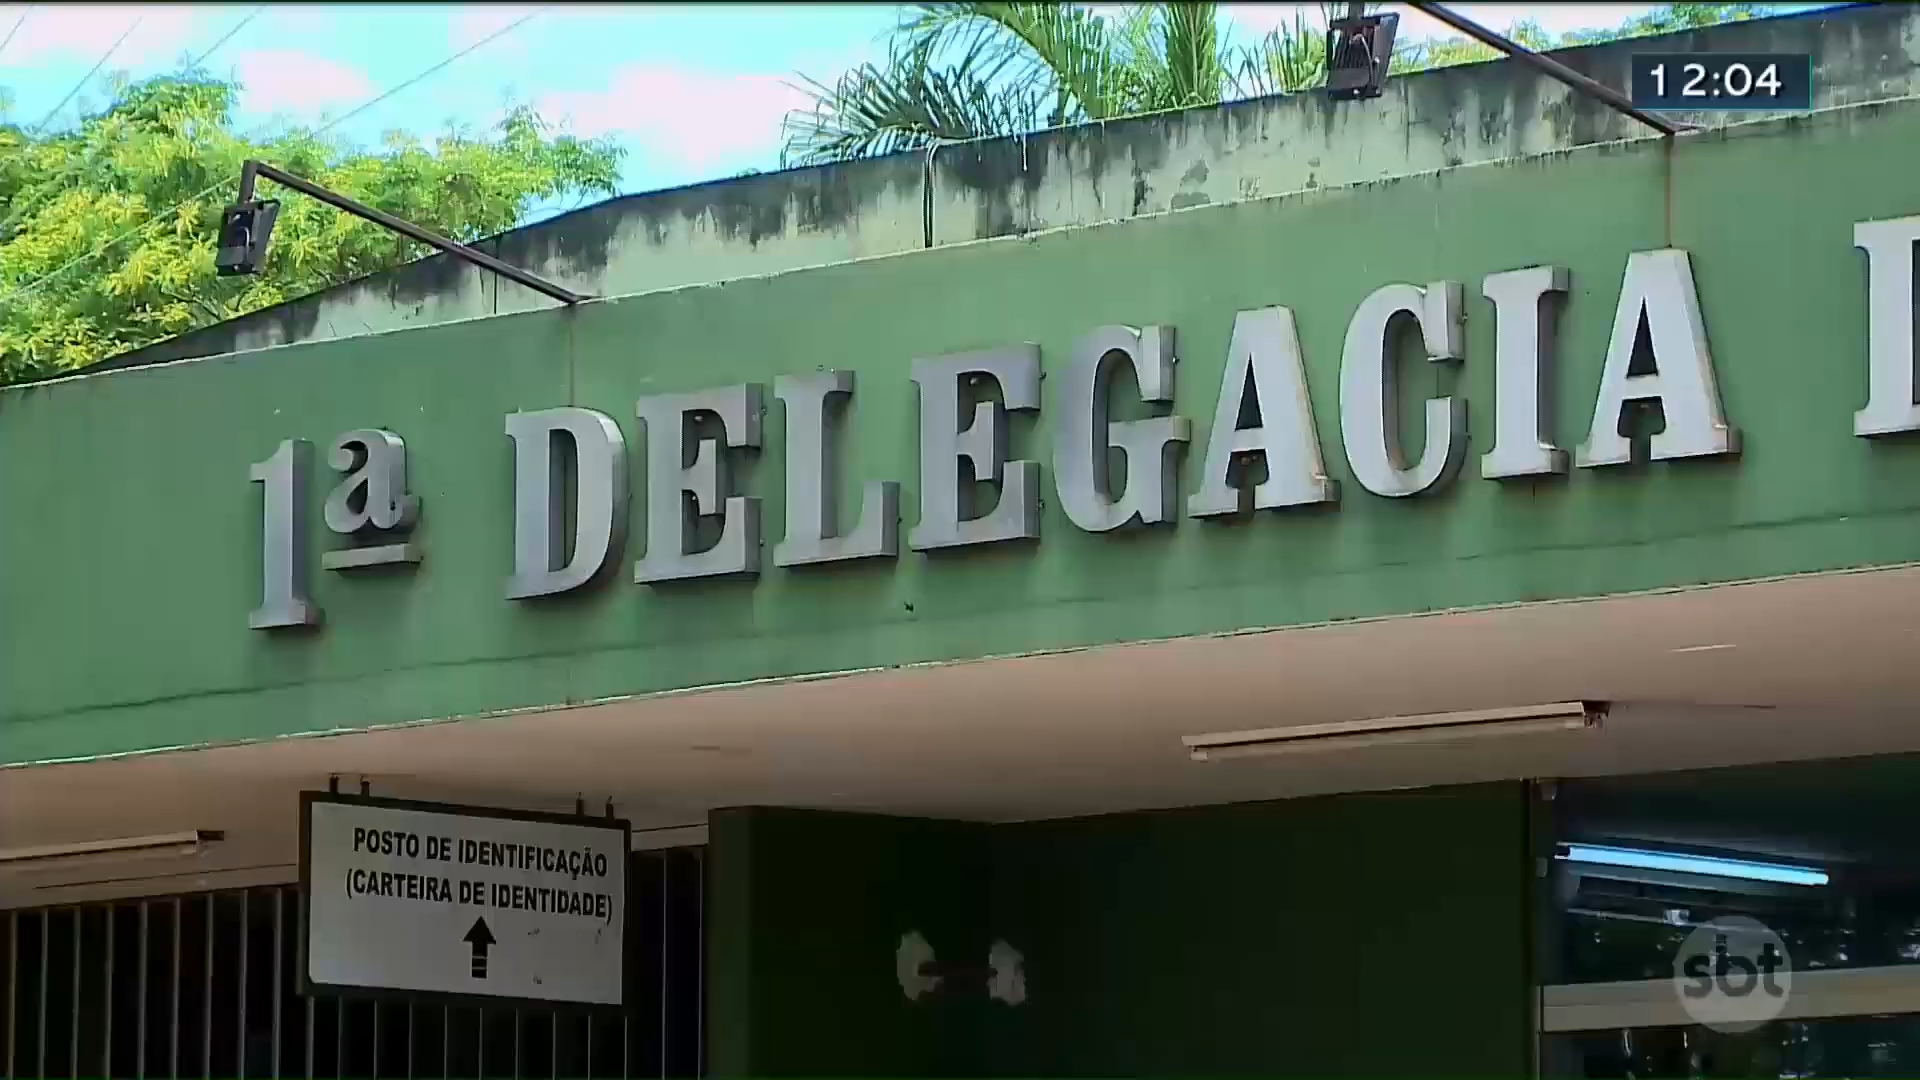 12:04
1ª DELEGACIA
POSTO DE IDENTIFICAÇÃO
(CARTEIRA DE IDENTIDADE)
sbt